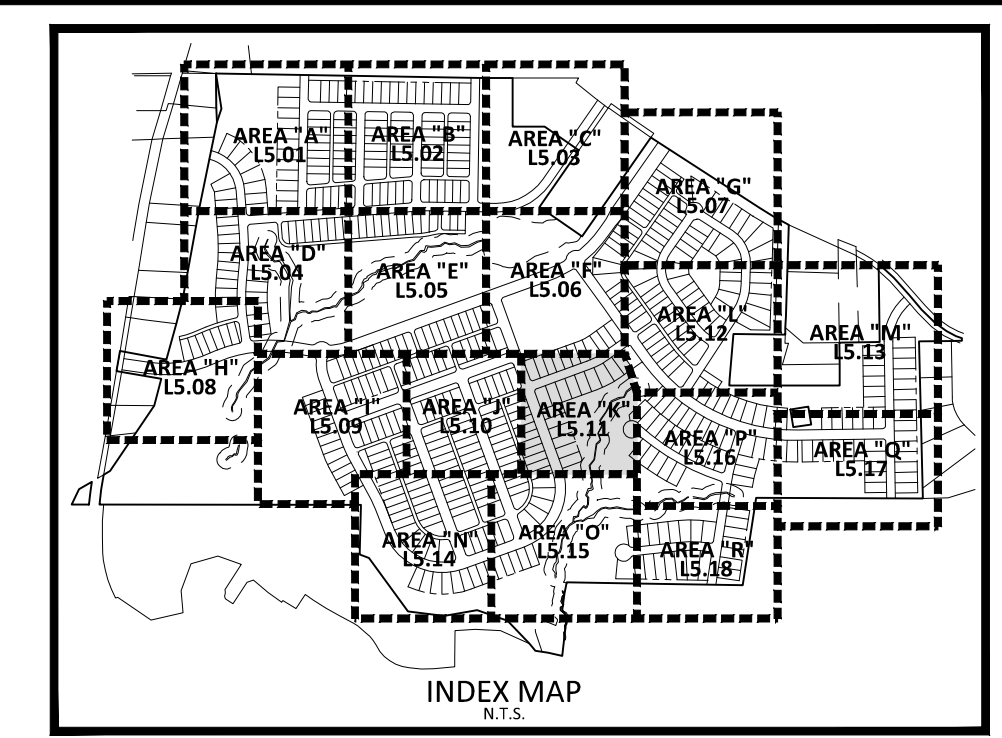 AREA "A"
L5.01
AREA "B"
L5.02
AREA "C"
L5.03
AREA "G"
L5.07
AREA "D"
L5.04
AREA "E"
L5.05
AREA "F"
L5.06
AREA "L"
L5.12
AREA "M"
L5.13
AREA "H"
L5.08
AREA "I"
L5.09
AREA "J"
L5.10
AREA "K"
L5.11
AREA "P"
L5.16
AREA "Q"
L5.17
AREA "N"
L5.14
AREA "O"
L5.15
AREA "R"
L5.18
INDEX MAP
N.T.S.